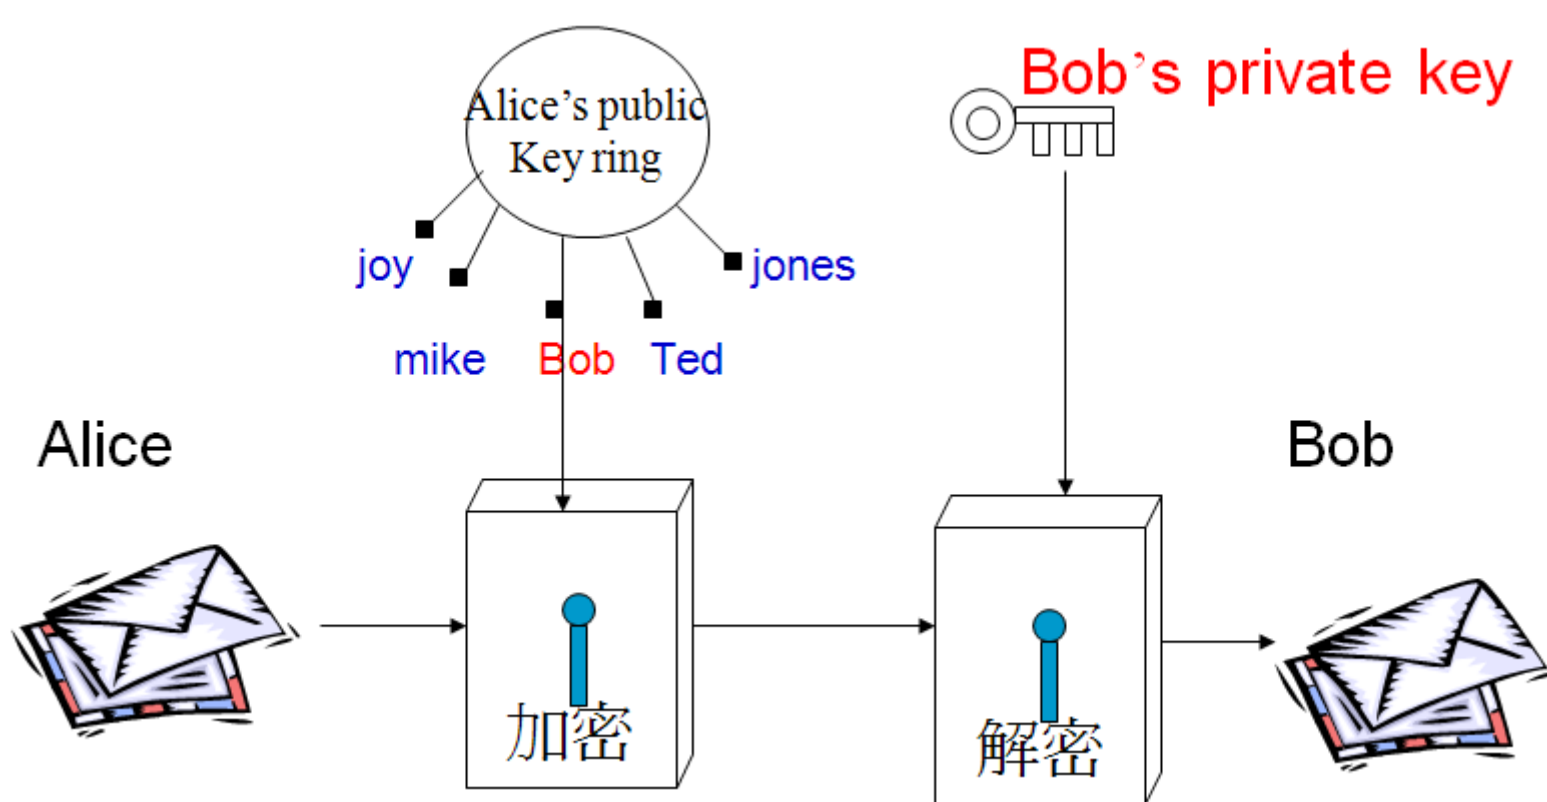 Alice’s public
Key ring
Bob’s private key
joy
jones
mike
Bob
Ted
Alice
Bob
加密
解密